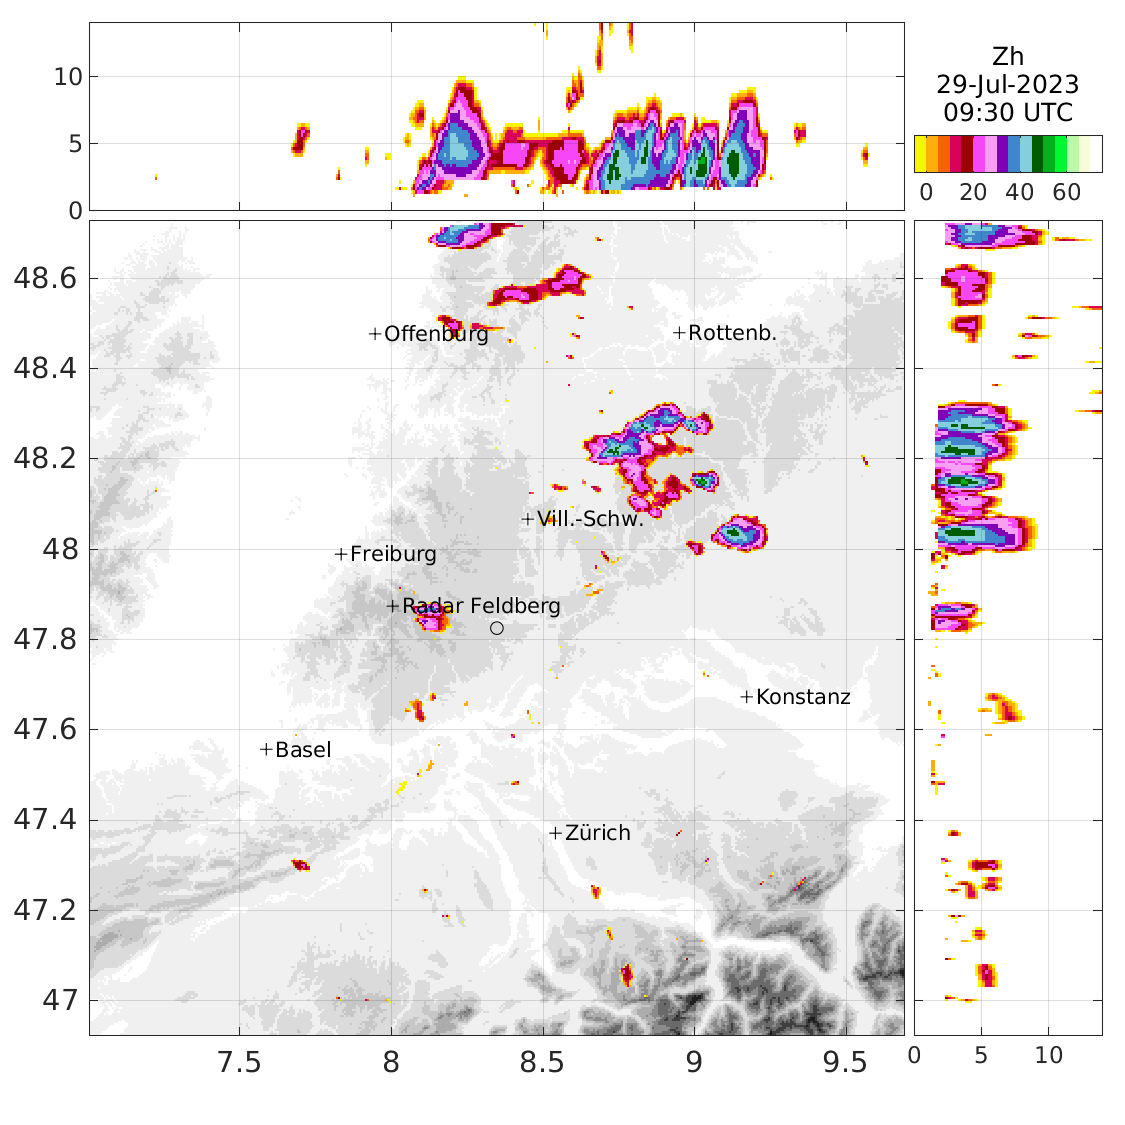 Zh
29-Jul-2023
09:30 UTC
0 20 40 60
10
5
0
48.6
48.4
48.2
48
47.8
47.6
47.4
47.2
47
+Offenburg
+Rottenb.
+Vill.-Schw.
+Freiburg
+Radar Feldberg
+Konstanz
+Basel
+Zürich
7.5 8 8.5 9 9.5
0 5 10